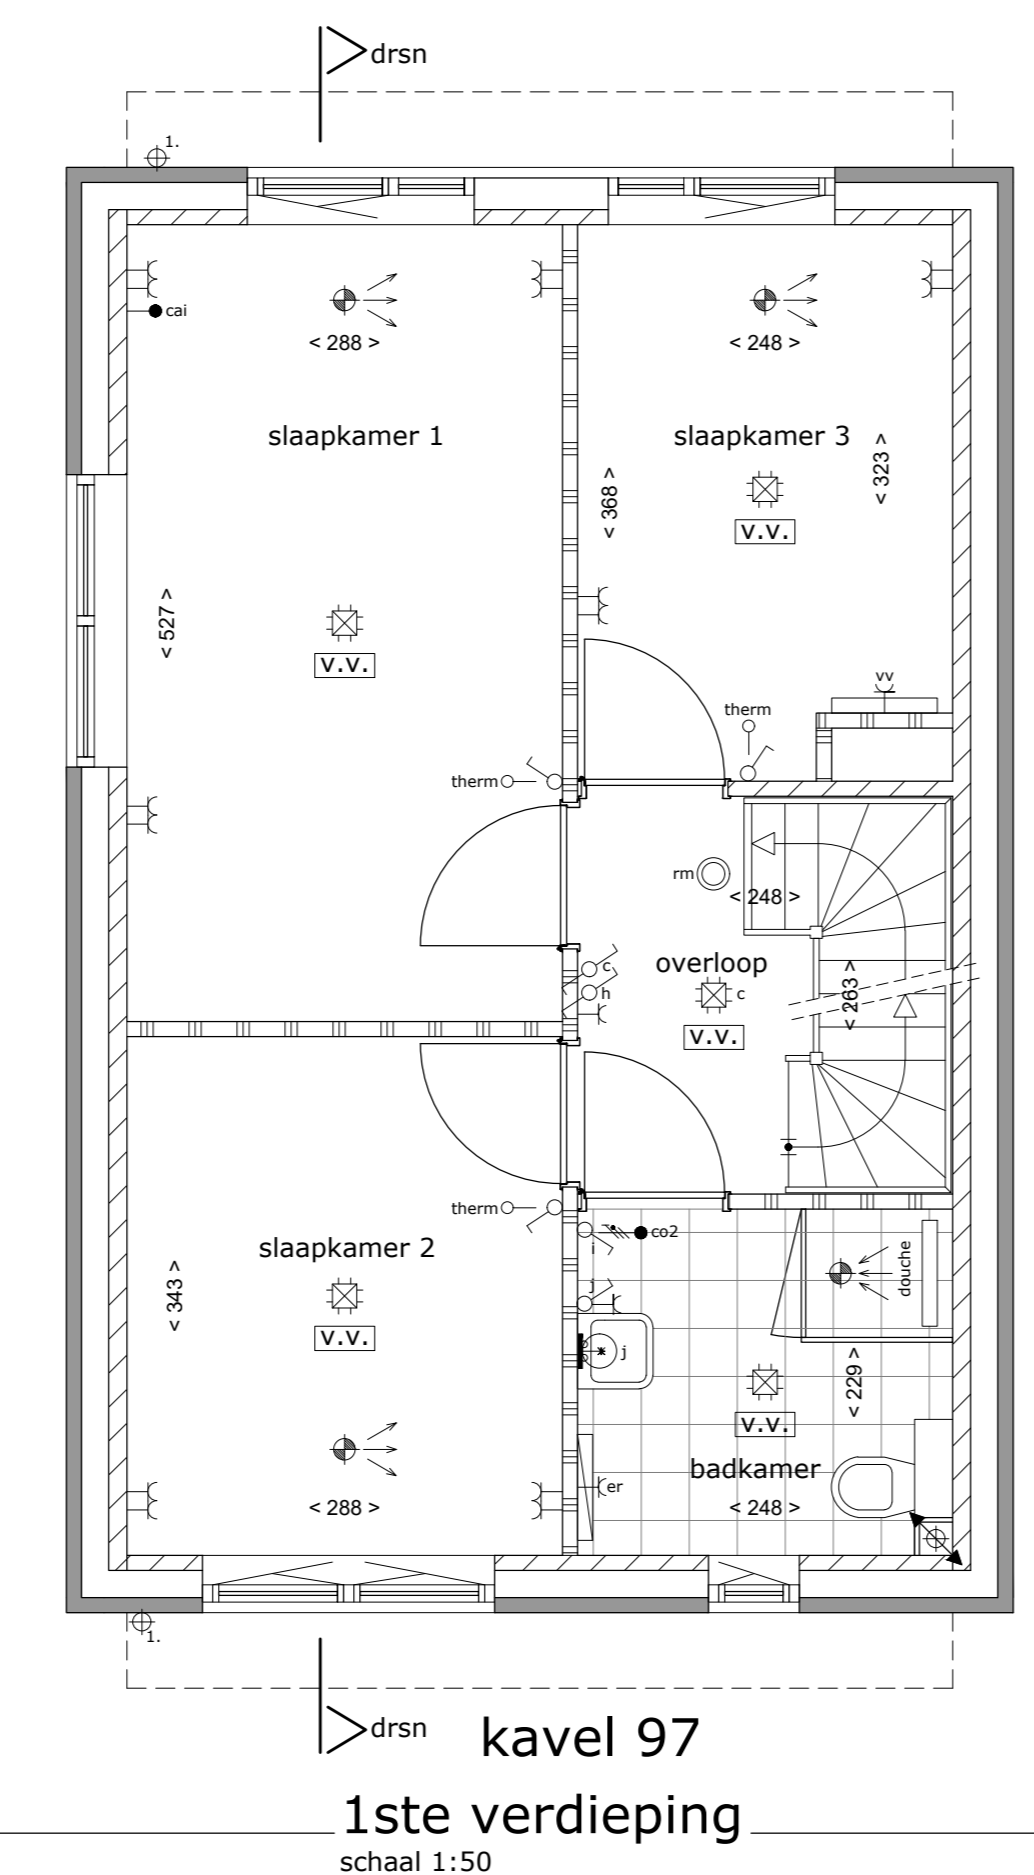 drsn
1.
cai
< 288 >
< 248 >
slaapkamer 1
slaapkamer 3
< 323 >
< 368 >
v.v.
< 527 >
v.v.
vv
therm
therm
rm
< 248 >
c
overloop
h
c
< 263 >
v.v.
therm
co2
i
slaapkamer 2
douche
j
< 343 >
v.v.
j
< 229 >
v.v.
badkamer
er
< 288 >
< 248 >
1.
drsn
kavel 97
1ste verdieping
schaal 1:50